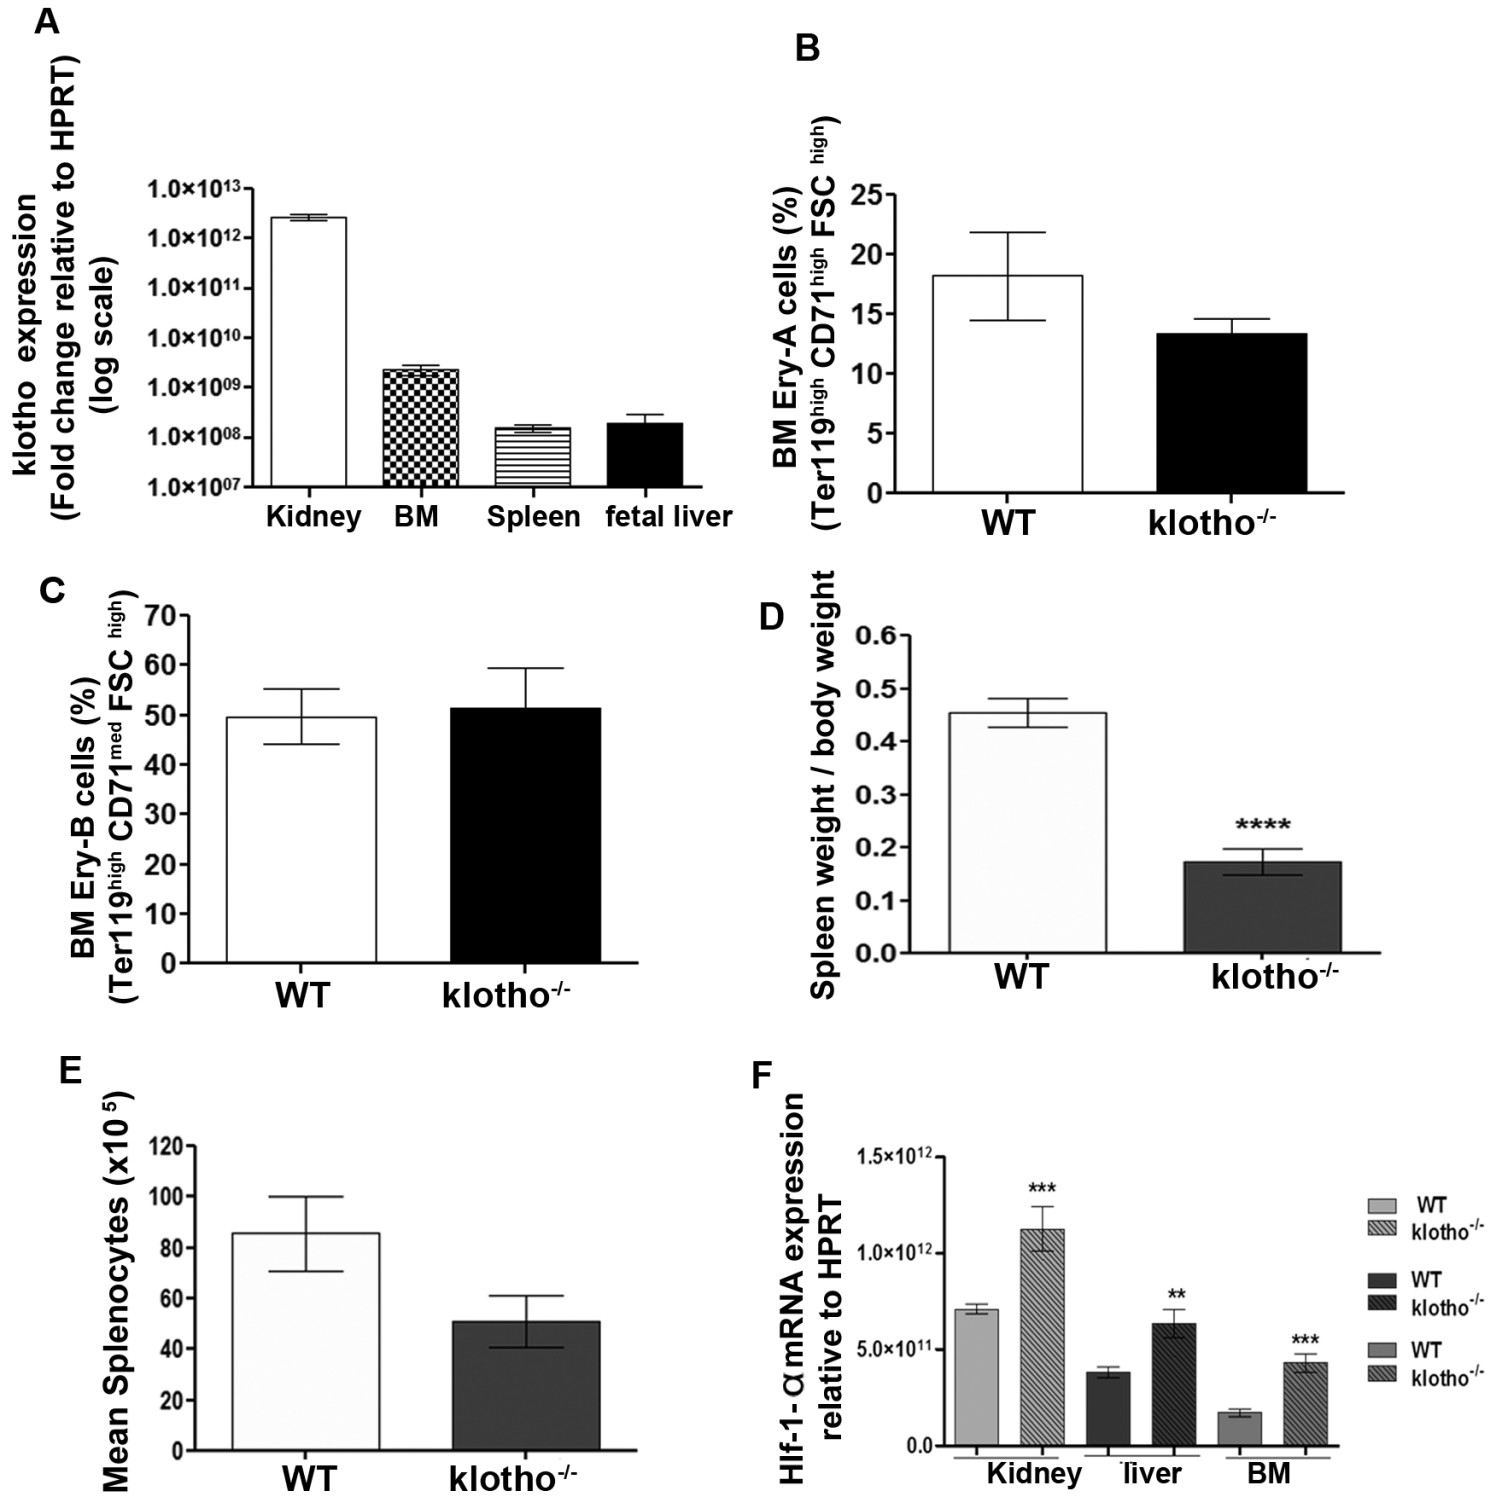 A
klotho expression
(Fold change relative to HPRT)
(log scale)
1.0×10¹³
1.0×10¹²
1.0×10¹¹
1.0×10¹⁰
1.0×10⁰⁹
1.0×10⁰⁸
1.0×10⁰⁷
Kidney BM Spleen fetal liver
B
BM Ery-A cells (%)
(Ter119ʰⁱᵍʰ CD71ʰⁱᵍʰ FSC ʰⁱᵍʰ)
25
20
15
10
5
0
WT klotho⁻/⁻
C
BM Ery-B cells (%)
(Ter119ʰⁱᵍʰ CD71ᵐᵉᵈ FSC ʰⁱᵍʰ)
70
60
50
40
30
20
10
0
WT klotho⁻/⁻
D
Spleen weight / body weight
0.6
0.5
0.4
0.3
0.2
0.1
0.0
****
WT klotho⁻/⁻
E
Mean Splenocytes (x10 ⁵)
120
100
80
60
40
20
0
WT klotho⁻/⁻
F
HIf-1- α mRNA expression
relative to HPRT
1.5×10¹²
1.0×10¹²
5.0×10¹¹
0.0
***
**
***
Kidney liver BM
WT
klotho⁻/⁻
WT
klotho⁻/⁻
WT
klotho⁻/⁻